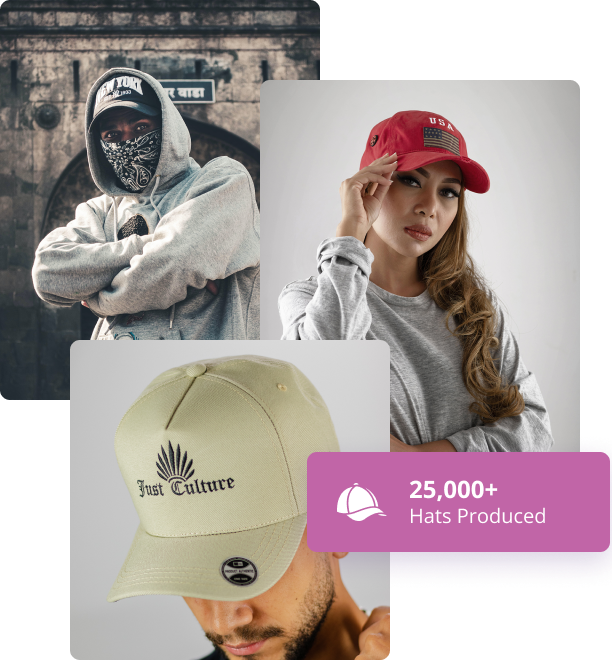 NEW YORK
र वाडा
USA
Just Culture
25,000+
Hats Produced